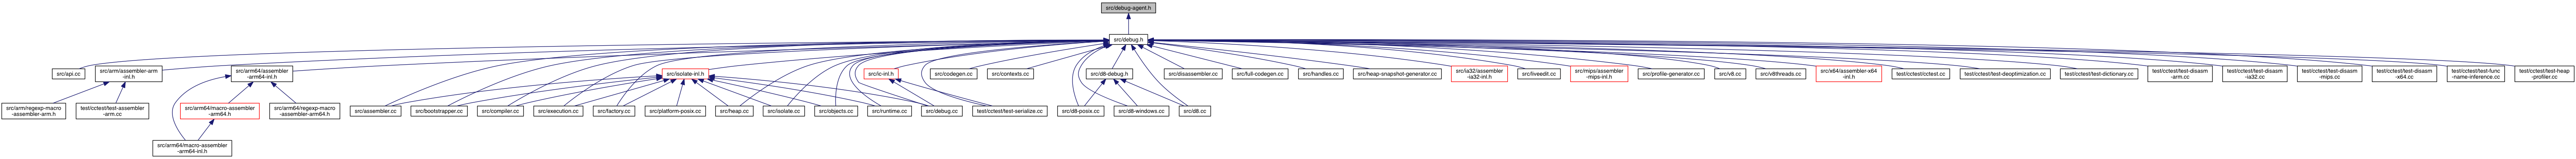 src/debug-agent.h
src/debug.h
src/api.cc
src/arm/assembler-arm
-inl.h
src/arm64/assembler
-arm64-inl.h
src/isolate-inl.h
src/ic-inl.h
src/codegen.cc
src/contexts.cc
src/d8-debug.h
src/disassembler.cc
src/full-codegen.cc
src/handles.cc
src/heap-snapshot-generator.cc
src/ia32/assembler
-ia32-inl.h
src/liveedit.cc
src/mips/assembler
-mips-inl.h
src/profile-generator.cc
src/v8.cc
src/v8threads.cc
src/x64/assembler-x64
-inl.h
test/cctest/cctest.cc
test/cctest/test-deoptimization.cc
test/cctest/test-dictionary.cc
test/cctest/test-disasm
-arm.cc
test/cctest/test-disasm
-ia32.cc
test/cctest/test-disasm
-mips.cc
test/cctest/test-disasm
-x64.cc
test/cctest/test-func
-name-inference.cc
test/cctest/test-heap
-profiler.cc
src/arm/regexp-macro
-assembler-arm.h
test/cctest/test-assembler
-arm.cc
src/arm64/macro-assembler
-arm64.h
src/arm64/regexp-macro
-assembler-arm64.h
src/assembler.cc
src/bootstrapper.cc
src/compiler.cc
src/execution.cc
src/factory.cc
src/platform-posix.cc
src/heap.cc
src/isolate.cc
src/objects.cc
src/runtime.cc
src/debug.cc
test/cctest/test-serialize.cc
src/d8-posix.cc
src/d8-windows.cc
src/d8.cc
src/arm64/macro-assembler
-arm64-inl.h